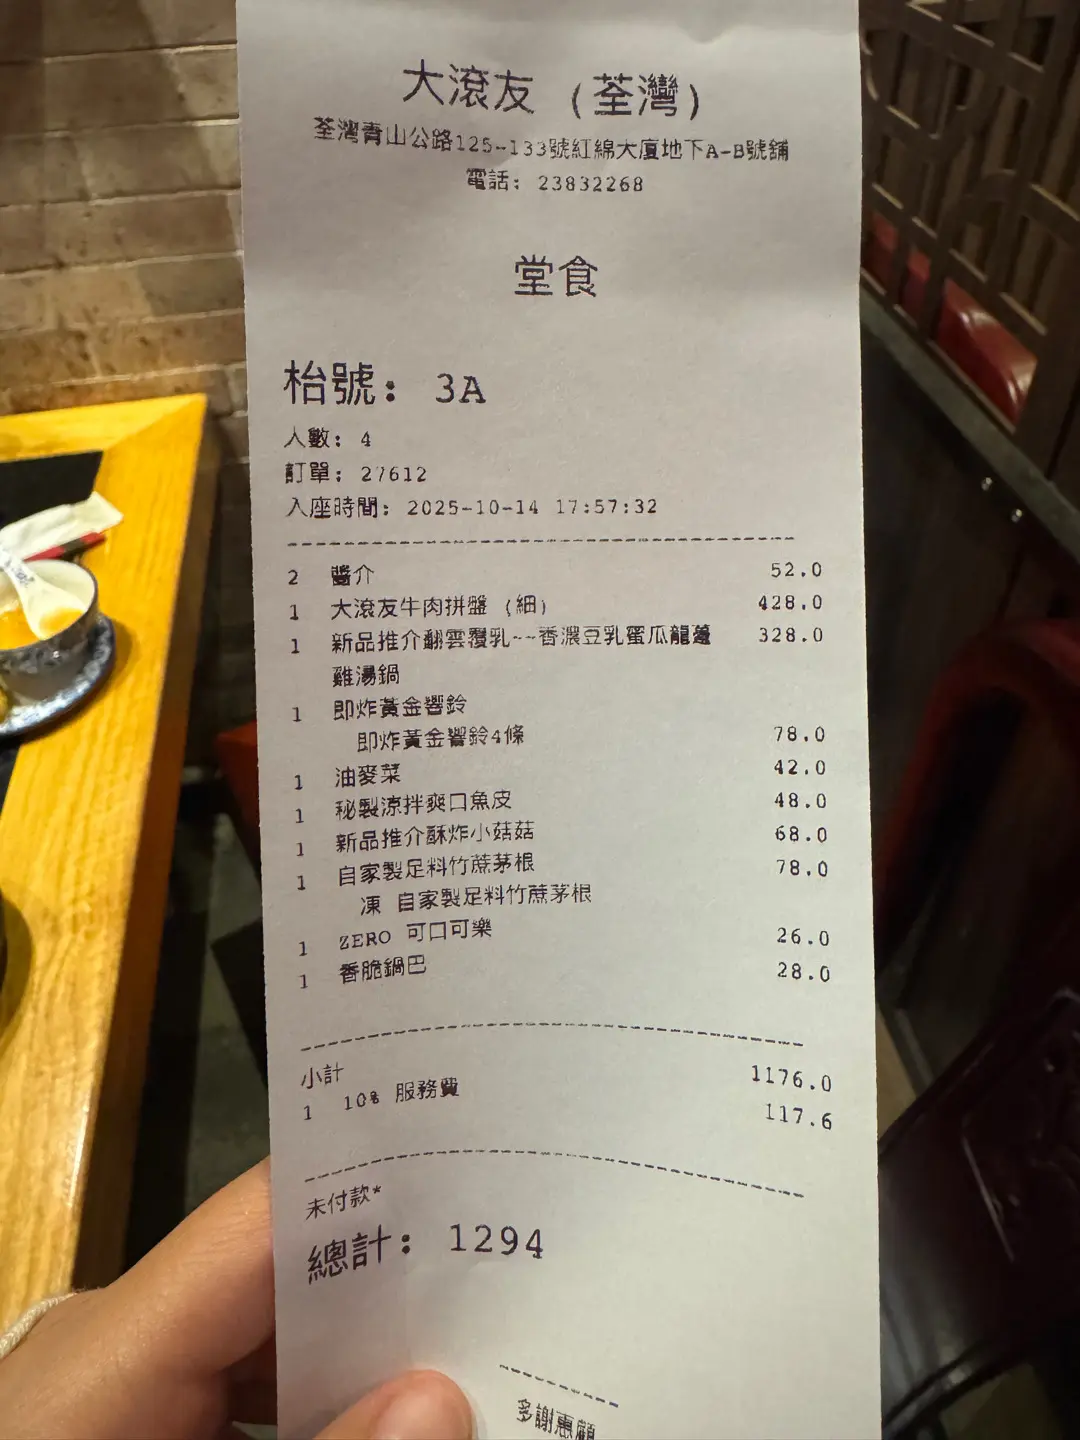 大滾友 (荃灣)
荃灣青山公路125-133號紅綿大廈地下A-B號舖
電話: 23832268
堂食
枱號: 3A
人數: 4
訂單: 27612
入座時間: 2025-10-14 17:57:32
2 醬介 52.0
1 大滾友牛肉拼盤 (細) 428.0
1 新品推介翻雲覆乳~~香濃豆乳蜜瓜龍躉 328.0
雞湯鍋
1 即炸黃金響鈴
即炸黃金響鈴4條 78.0
1 油麥菜 42.0
1 秘製涼拌爽口魚皮 48.0
1 新品推介酥炸小菇菇 68.0
1 自家製足料竹蔗茅根 78.0
凍 自家製足料竹蔗茅根
1 ZERO 可口可樂 26.0
1 香脆鍋巴 28.0
小計 1176.0
1 10% 服務費 117.6
未付款*
總計: 1294
多謝惠顧